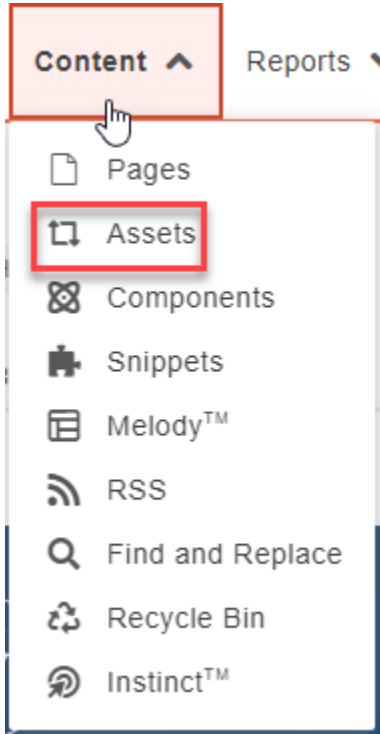 Content Reports
Pages
Assets
Components
Snippets
Melody™
RSS
Find and Replace
Recycle Bin
Instinct™